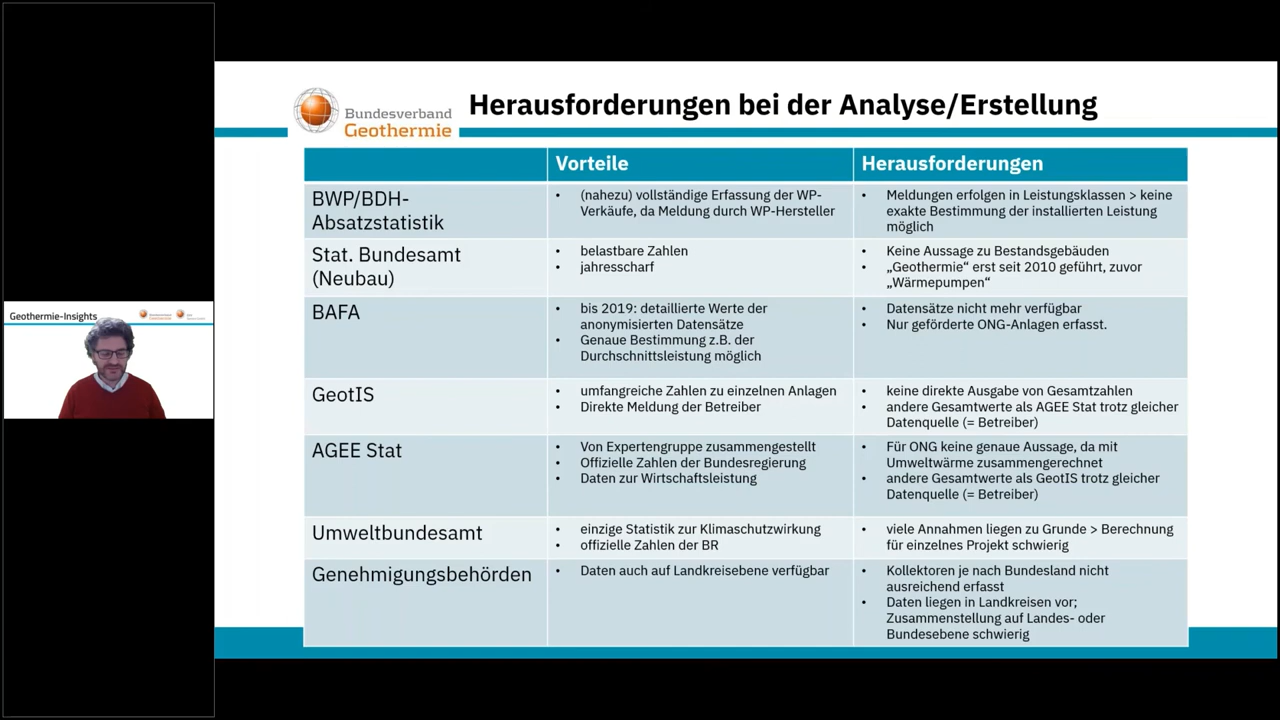 Geothermie-Insights
Bundesverband
Geothermie
Herausforderungen bei der Analyse/Erstellung
Vorteile
Herausforderungen
BWP/BDH-
Absatzstatistik
• (nahezu) vollständige Erfassung der WP-
Verkäufe, da Meldung durch WP-Hersteller
• Meldungen erfolgen in Leistungsklassen > keine
exakte Bestimmung der installierten Leistung
möglich
Stat. Bundesamt
(Neubau)
• belastbare Zahlen
• jahresscharf
• Keine Aussage zu Bestandsgebäuden
• „Geothermie“ erst seit 2010 geführt, zuvor
„Wärmepumpen“
BAFA
• bis 2019: detaillierte Werte der
anonymisierten Datensätze
• Genaue Bestimmung z.B. der
Durchschnittsleistung möglich
• Datensätze nicht mehr verfügbar
• Nur geförderte ONG-Anlagen erfasst.
GeotIS
• umfangreiche Zahlen zu einzelnen Anlagen
• Direkte Meldung der Betreiber
• keine direkte Ausgabe von Gesamtzahlen
• andere Gesamtwerte als AGEE Stat trotz gleicher
Datenquelle (= Betreiber)
AGEE Stat
• Von Expertengruppe zusammengestellt
• Offizielle Zahlen der Bundesregierung
• Daten zur Wirtschaftsleistung
• Für ONG keine genaue Aussage, da mit
Umweltwärme zusammengerechnet
• andere Gesamtwerte als GeotIS trotz gleicher
Datenquelle (= Betreiber)
Umweltbundesamt
• einzige Statistik zur Klimaschutzwirkung
• offizielle Zahlen der BR
• viele Annahmen liegen zu Grunde > Berechnung
für einzelnes Projekt schwierig
Genehmigungsbehörden
• Daten auch auf Landkreisebene verfügbar
• Kollektoren je nach Bundesland nicht
ausreichend erfasst
• Daten liegen in Landkreisen vor;
Zusammenstellung auf Landes- oder
Bundesebene schwierig